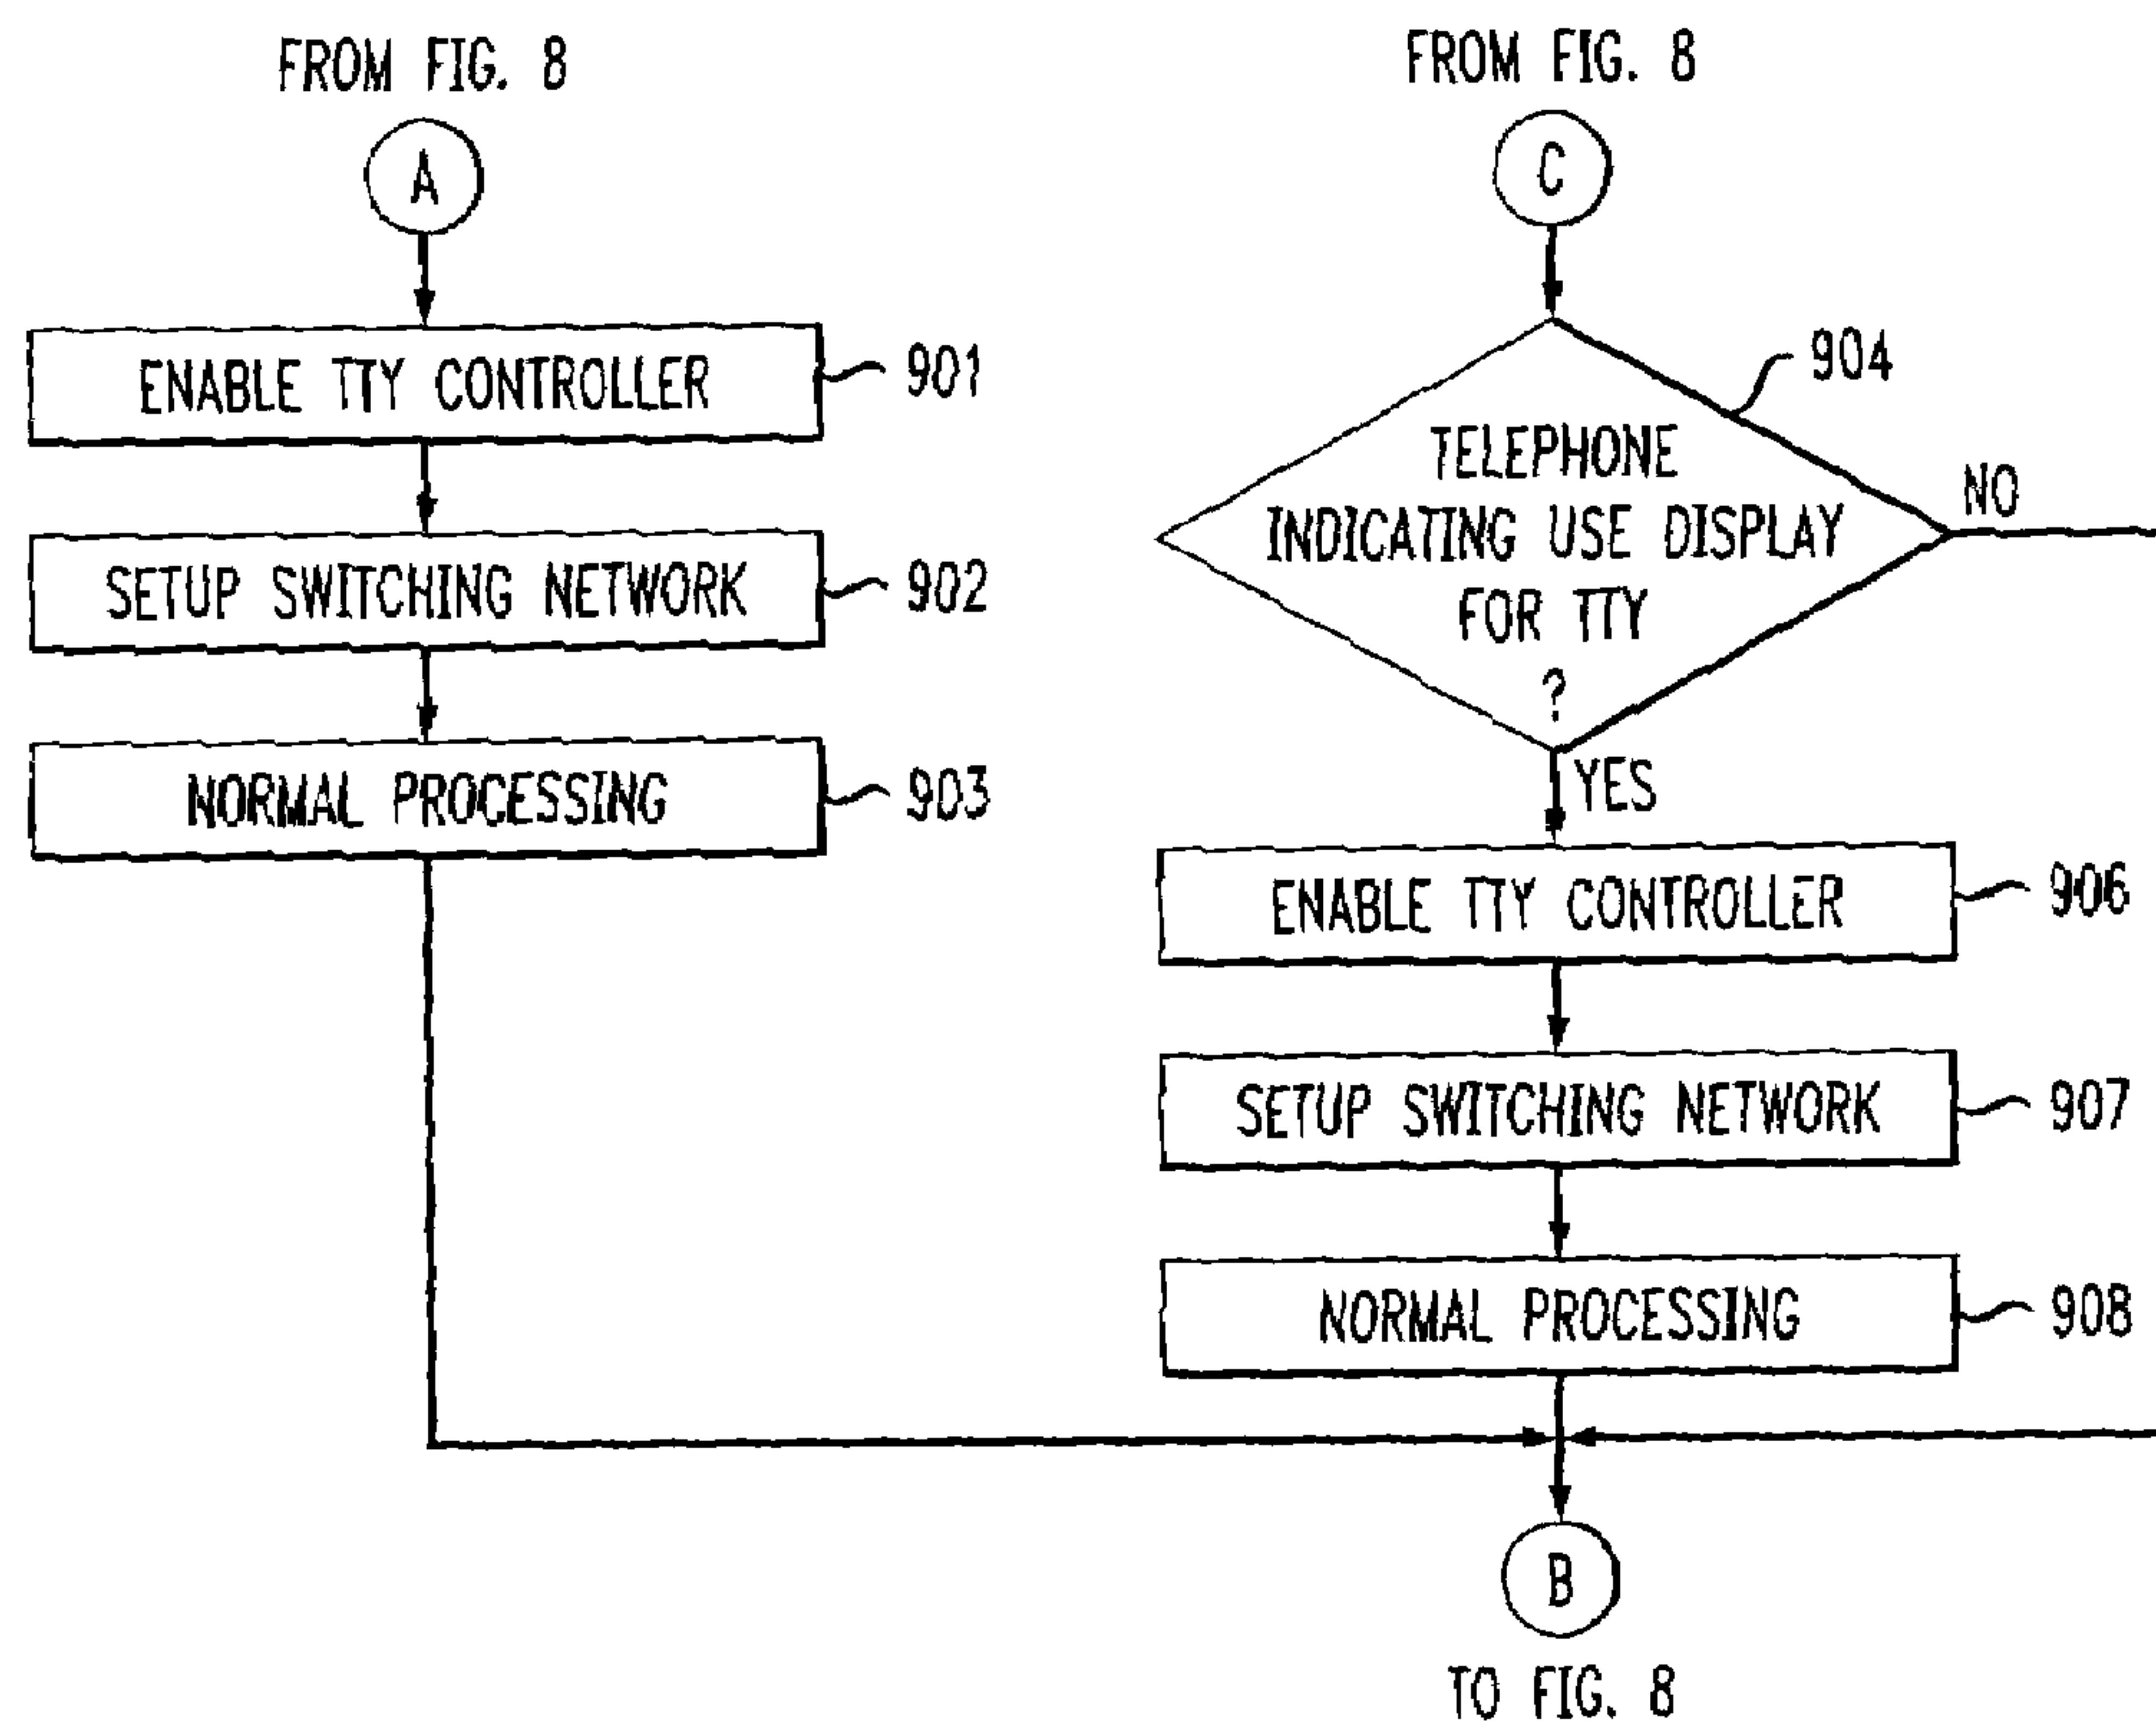 FROM FIG. 8
A
ENABLE TTY CONTROLLER
901
SETUP SWITCHING NETWORK
902
NORMAL PROCESSING
903
FROM FIG. 8
C
904
TELEPHONE
INDICATING USE DISPLAY
FOR TTY
?
NO
YES
ENABLE TTY CONTROLLER
906
SETUP SWITCHING NETWORK
907
NORMAL PROCESSING
908
B
TO FIG. 8